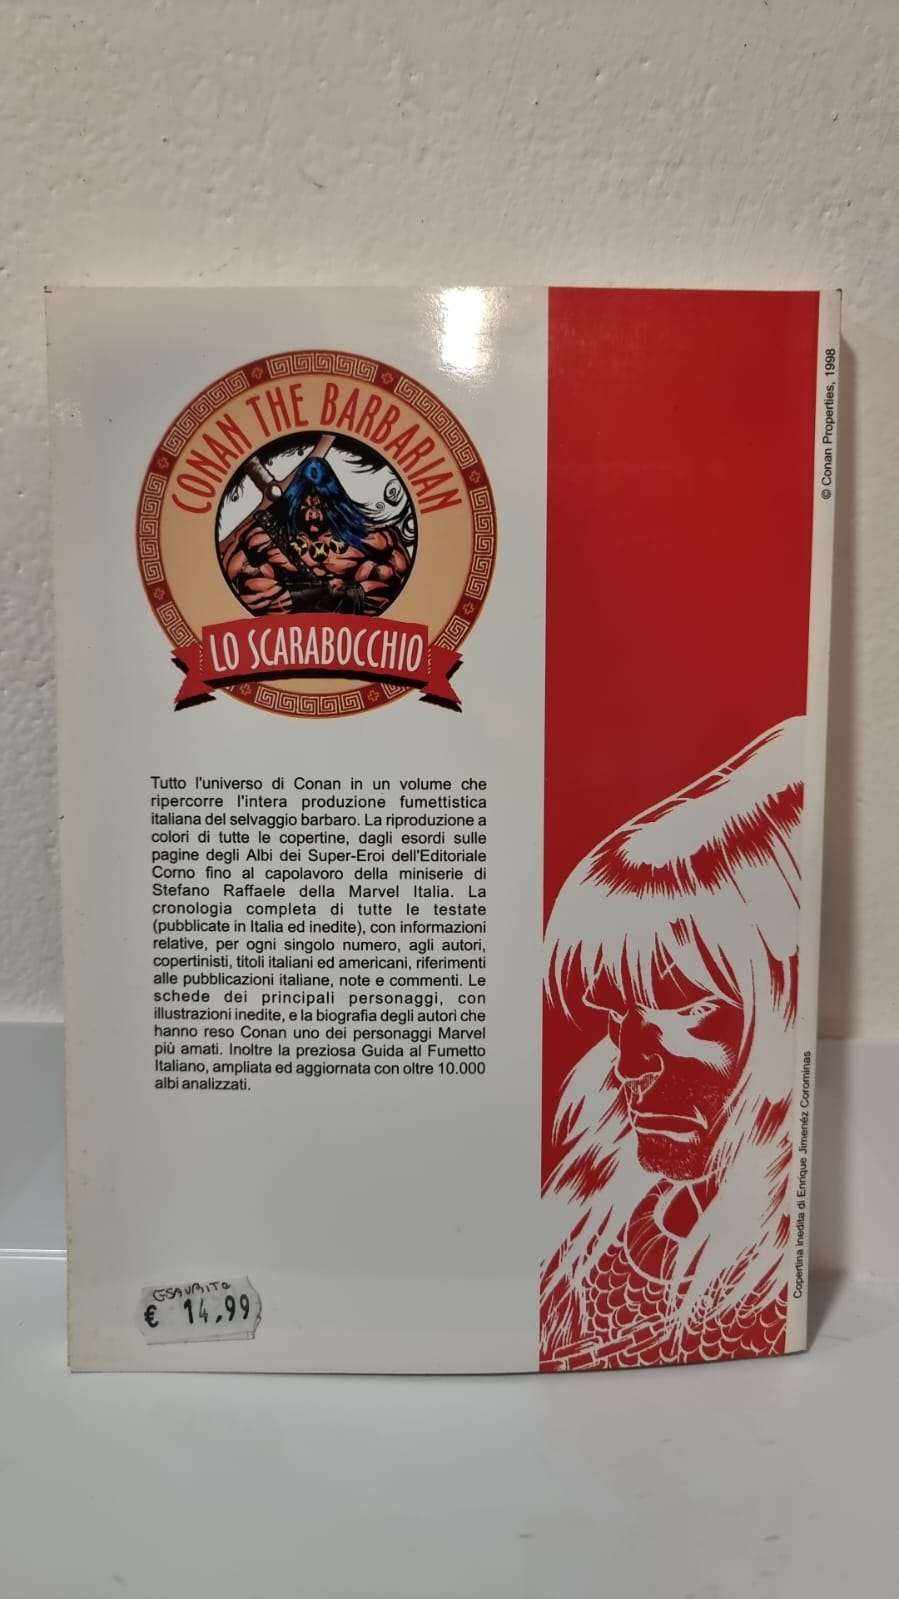 CONAN THE BARBARIAN
LO SCARABOCCHIO
Tutto l'universo di Conan in un volume che
ripercorre l'intera produzione fumettistica
italiana del selvaggio barbaro. La riproduzione a
colori di tutte le copertine, dagli esordi sulle
pagine degli Albi dei Super-Eroi dell'Editoriale
Corno fino al capolavoro della miniserie di
Stefano Raffaele della Marvel Italia. La
cronologia completa di tutte le testate
(pubblicate in Italia ed inedite), con informazioni
relative, per ogni singolo numero, agli autori,
copertinisti, titoli italiani ed americani, riferimenti
alle pubblicazioni italiane, note e commenti. Le
schede dei principali personaggi, con
illustrazioni inedite, e la biografia degli autori che
hanno reso Conan uno dei personaggi Marvel
più amati. Inoltre la preziosa Guida al Fumetto
Italiano, ampliata ed aggiornata con oltre 10.000
albi analizzati.
ESAURITO
€ 14,99
© Conan Properties, 1998
Copertina inedita di Enrique Jimenéz Corominas